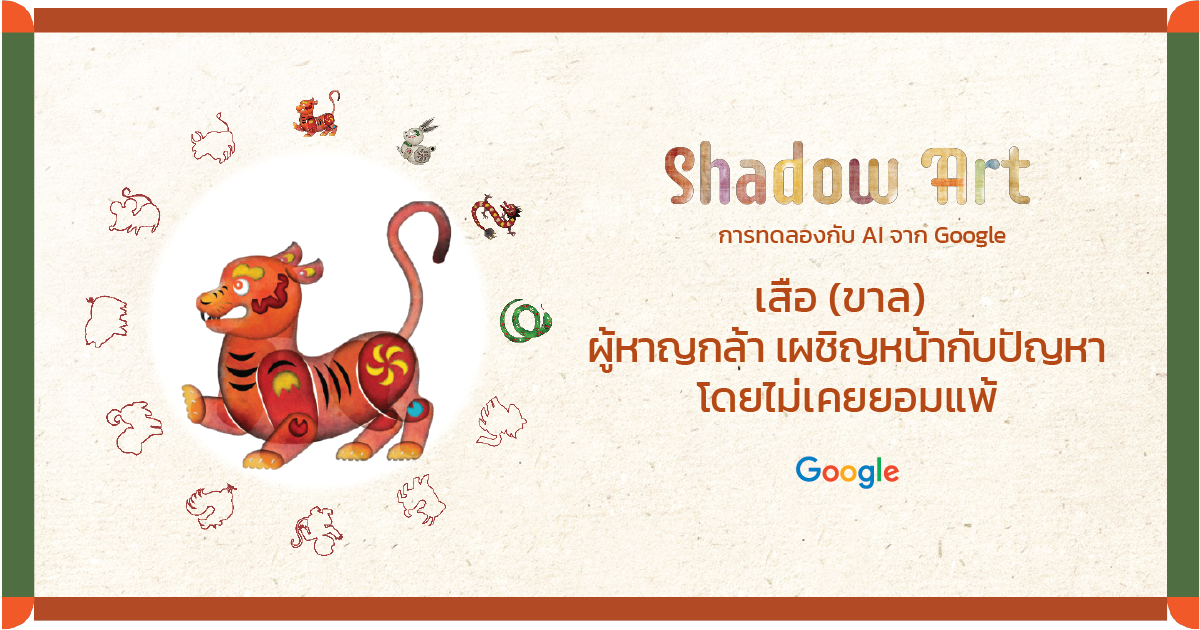 Shadow Art
การทดลองกับ AI จาก Google
เสือ (ขาล)
ผู้หาญกล้า เผชิญหน้ากับปัญหา
โดยไม่เคยยอมแพ้
Google